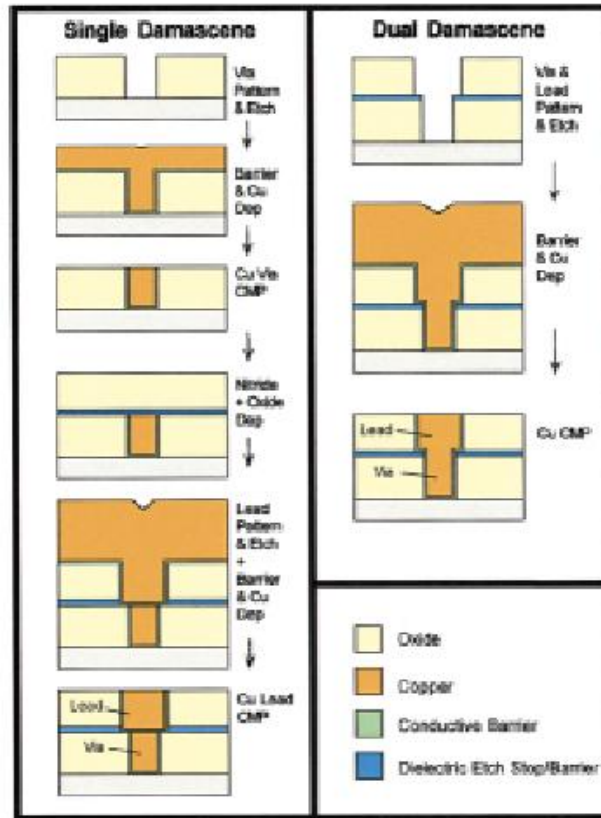 Single Damascene
Via
Pattern
& Etch
Barrier
& Cu
Dep
Cu Via
CMP
Nitride
+ Oxide
Dep
Lead
Pattern
& Etch
+
Barrier
& Cu
Dep
Cu Lead
CMP
Lead
Via
Dual Damascene
Via &
Lead
Pattern
& Etch
Barrier
& Cu
Dep
Cu CMP
Lead
Via
Oxide
Copper
Conductive Barrier
Dielectric Etch Stop/Barrier